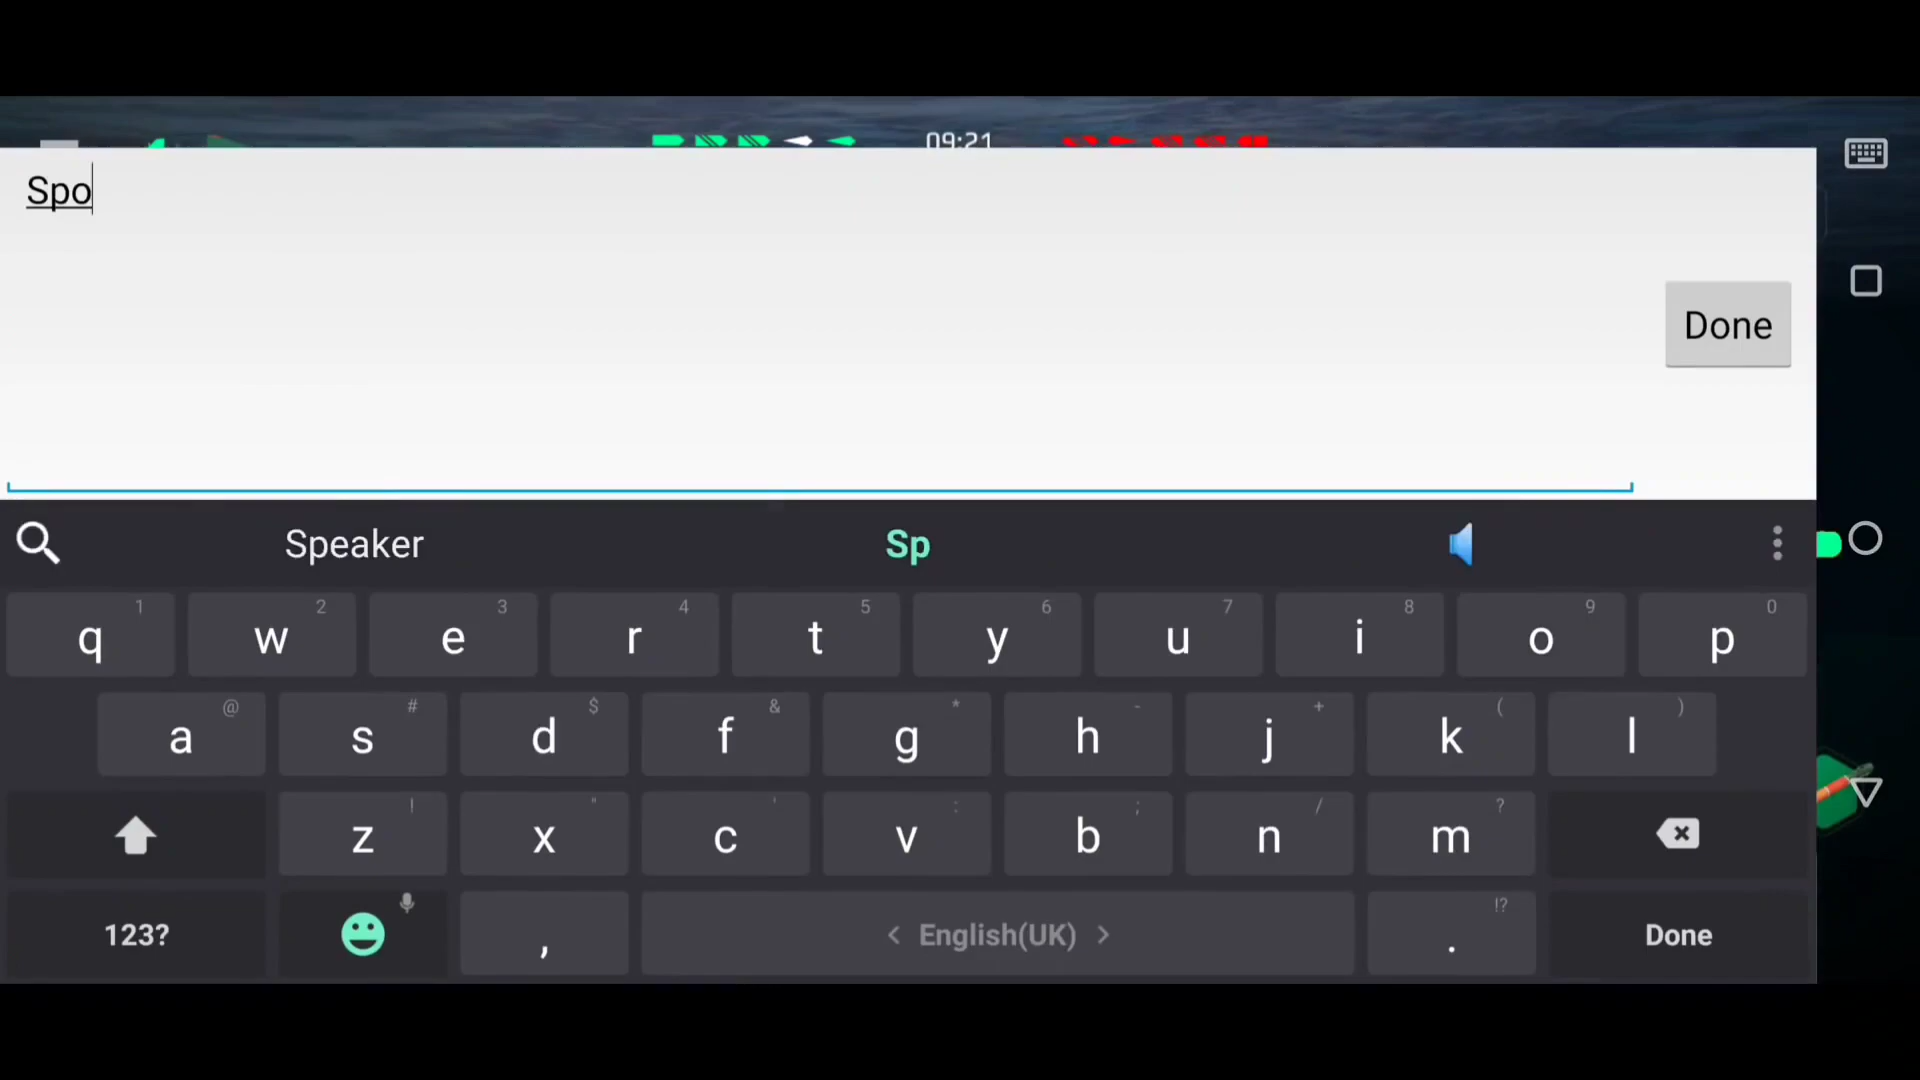 09:21
Spo
Done
Speaker Sp
1 2 3 4 5 6 7 8 9 0
q w e r t y u i o p
@ # $ & * - + ( )
a s d f g h j k l
! " ' : ; / ?
z x c v b n m
!?
123? , < English(UK) > . Done